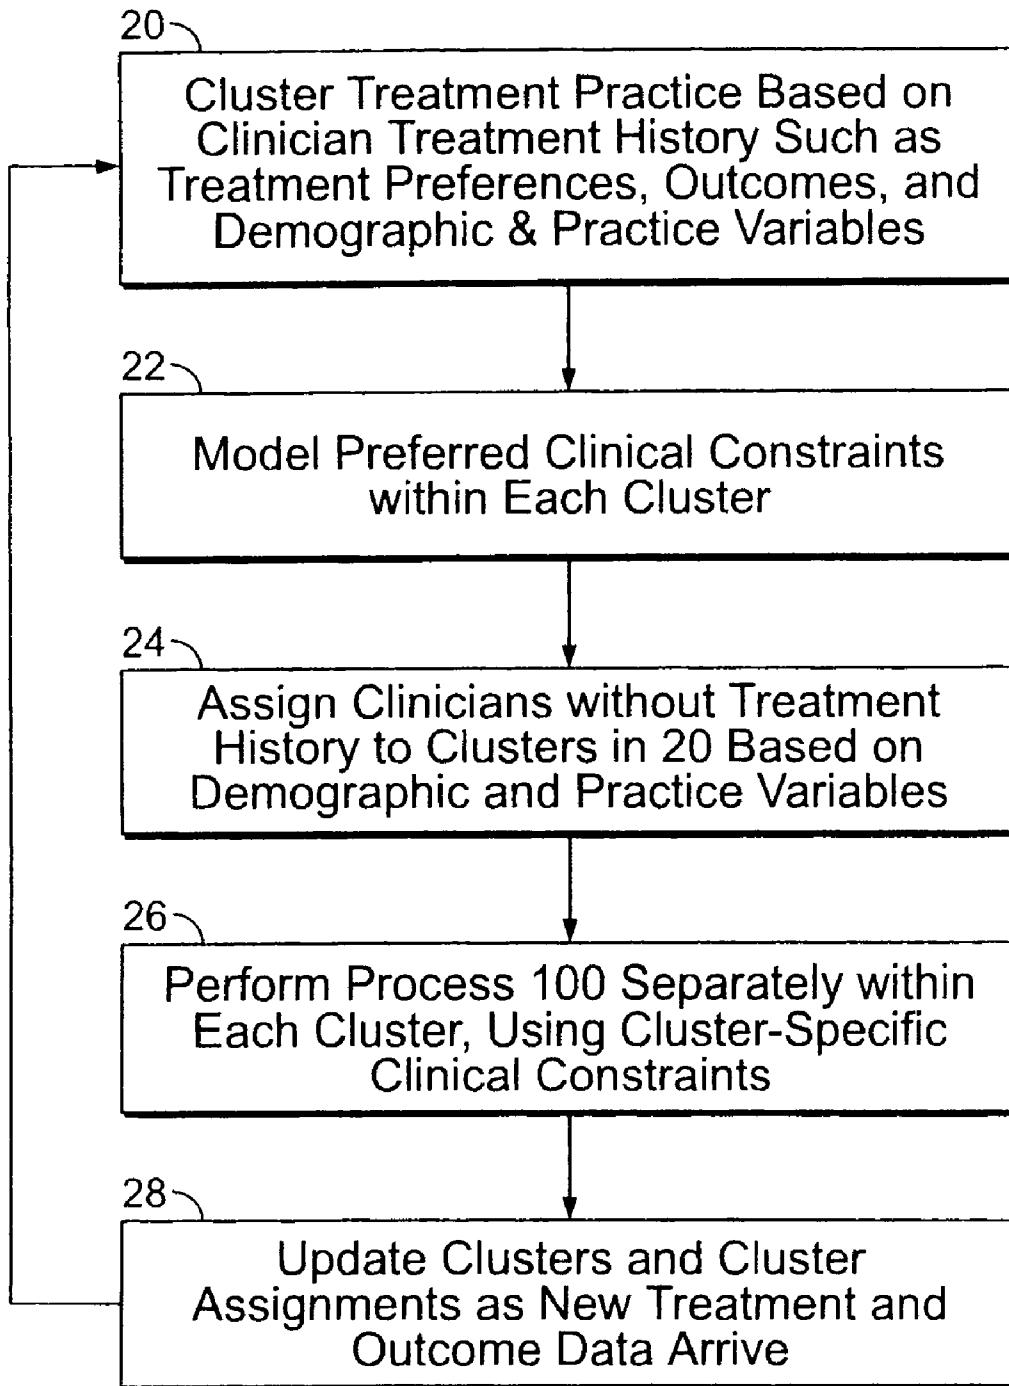 20
Cluster Treatment Practice Based on
Clinician Treatment History Such as
Treatment Preferences, Outcomes, and
Demographic & Practice Variables
22
Model Preferred Clinical Constraints
within Each Cluster
24
Assign Clinicians without Treatment
History to Clusters in 20 Based on
Demographic and Practice Variables
26
Perform Process 100 Separately within
Each Cluster, Using Cluster-Specific
Clinical Constraints
28
Update Clusters and Cluster
Assignments as New Treatment and
Outcome Data Arrive